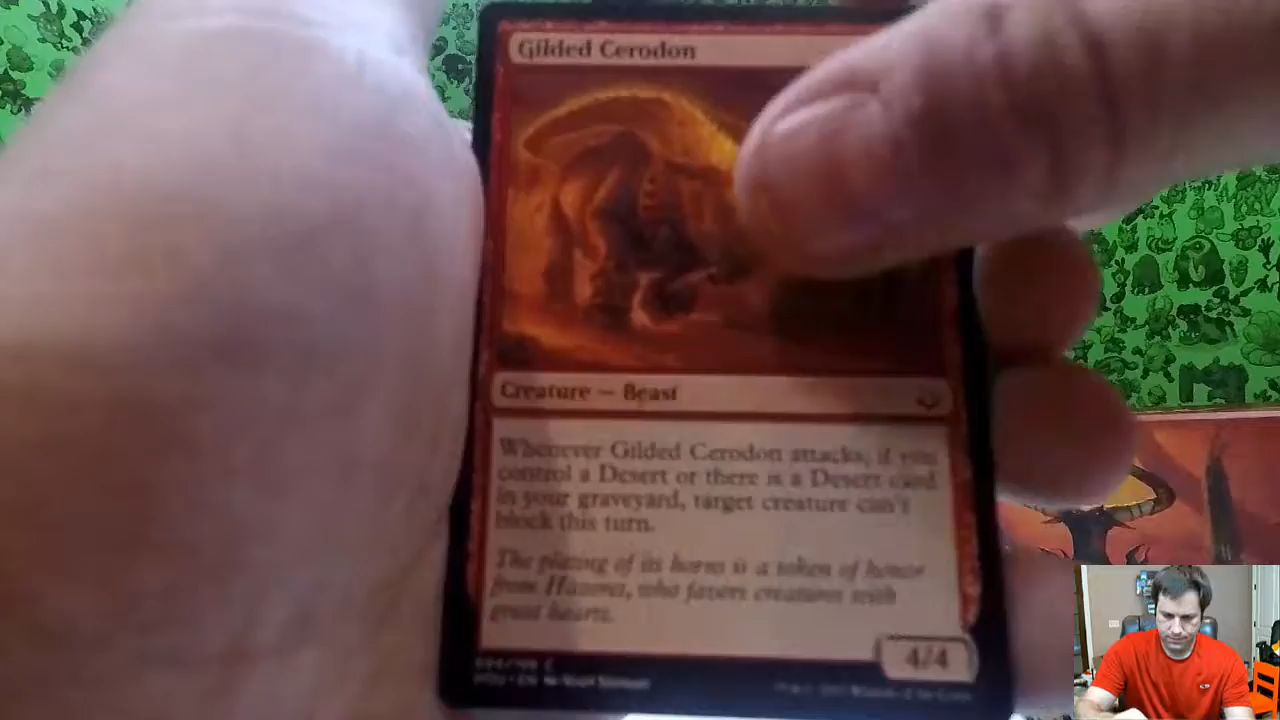 Gilded Cerodon
Creature — Beast
Whenever Gilded Cerodon attacks, if you
control a Desert or there is a Desert card
in your graveyard, target creature can't
block this turn.
The plating of its horns is a token of honor
from Hazoret, who favors creatures with
great hearts.
4/4
HOU • EN